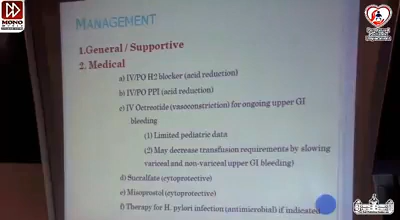 MANAGEMENT
1.General / Supportive
2. Medical
a) IV/PO H2 blocker (acid reduction)
b) IV/PO PPI (acid reduction)
c) IV Octreotide (vasoconstriction) for ongoing upper GI
bleeding
(1) Limited pediatric data
(2) May decrease transfusion requirements by slowing
variceal and non-variceal upper GI bleeding)
d) Sucralfate (cytoprotective)
e) Misoprostol (cytoprotective)
f) Therapy for H. pylori infection (antimicrobial) if indicated
MONO